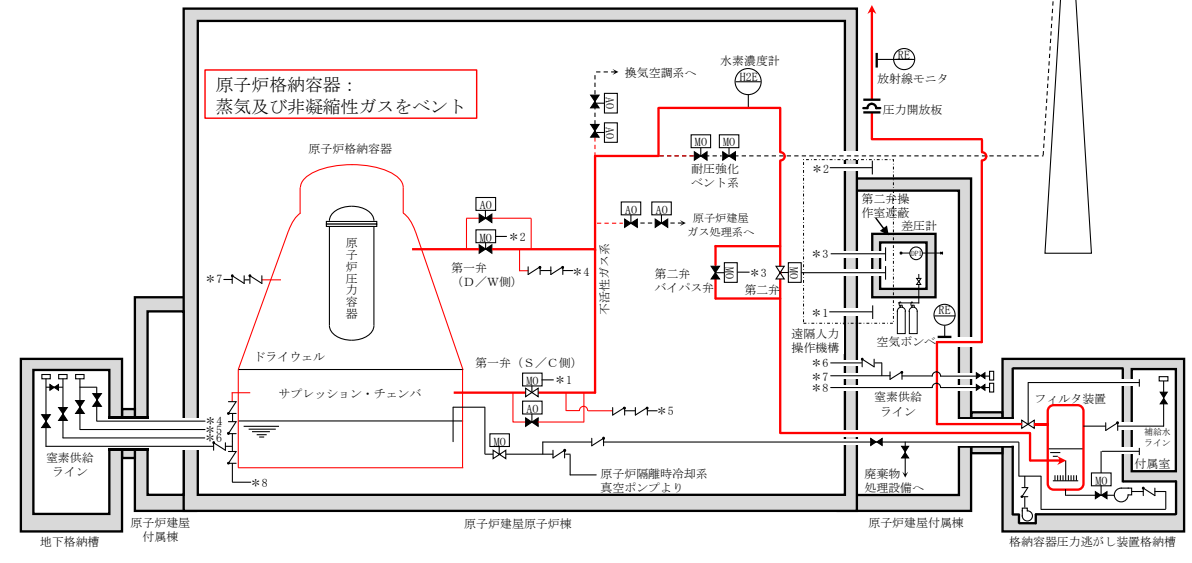 原子炉格納容器：
蒸気及び非凝縮性ガスをベント
換気空調系へ
AO
AO
水素濃度計
H2E
RE
放射線モニタ
圧力開放板
原子炉格納容器
MO
MO
耐圧強化
ベント系
＊2
第二弁操
作室遮蔽
差圧計
DPI
AO
MO
＊2
AO
AO
原子炉建屋
ガス処理系へ
原子炉圧力容器
第一弁
（D／W側）
＊4
＊7
不活性ガス系
第二弁
バイパス弁
MO
＊3
第二弁
MO
＊3
＊1
遠隔人力
操作機構
空気ボンベ
RE
ドライウェル
第一弁（S／C側）
MO
＊1
AO
＊5
サプレッション・チェンバ
＊6
＊7
＊8
窒素供給
ライン
フィルタ装置
補給水
ライン
付属室
MO
＊4
＊5
＊6
＊8
窒素供給
ライン
MO
原子炉隔離時冷却系
真空ポンプより
廃棄物
処理設備へ
地下格納槽
原子炉建屋
付属棟
原子炉建屋原子炉棟
原子炉建屋付属棟
格納容器圧力逃がし装置格納槽